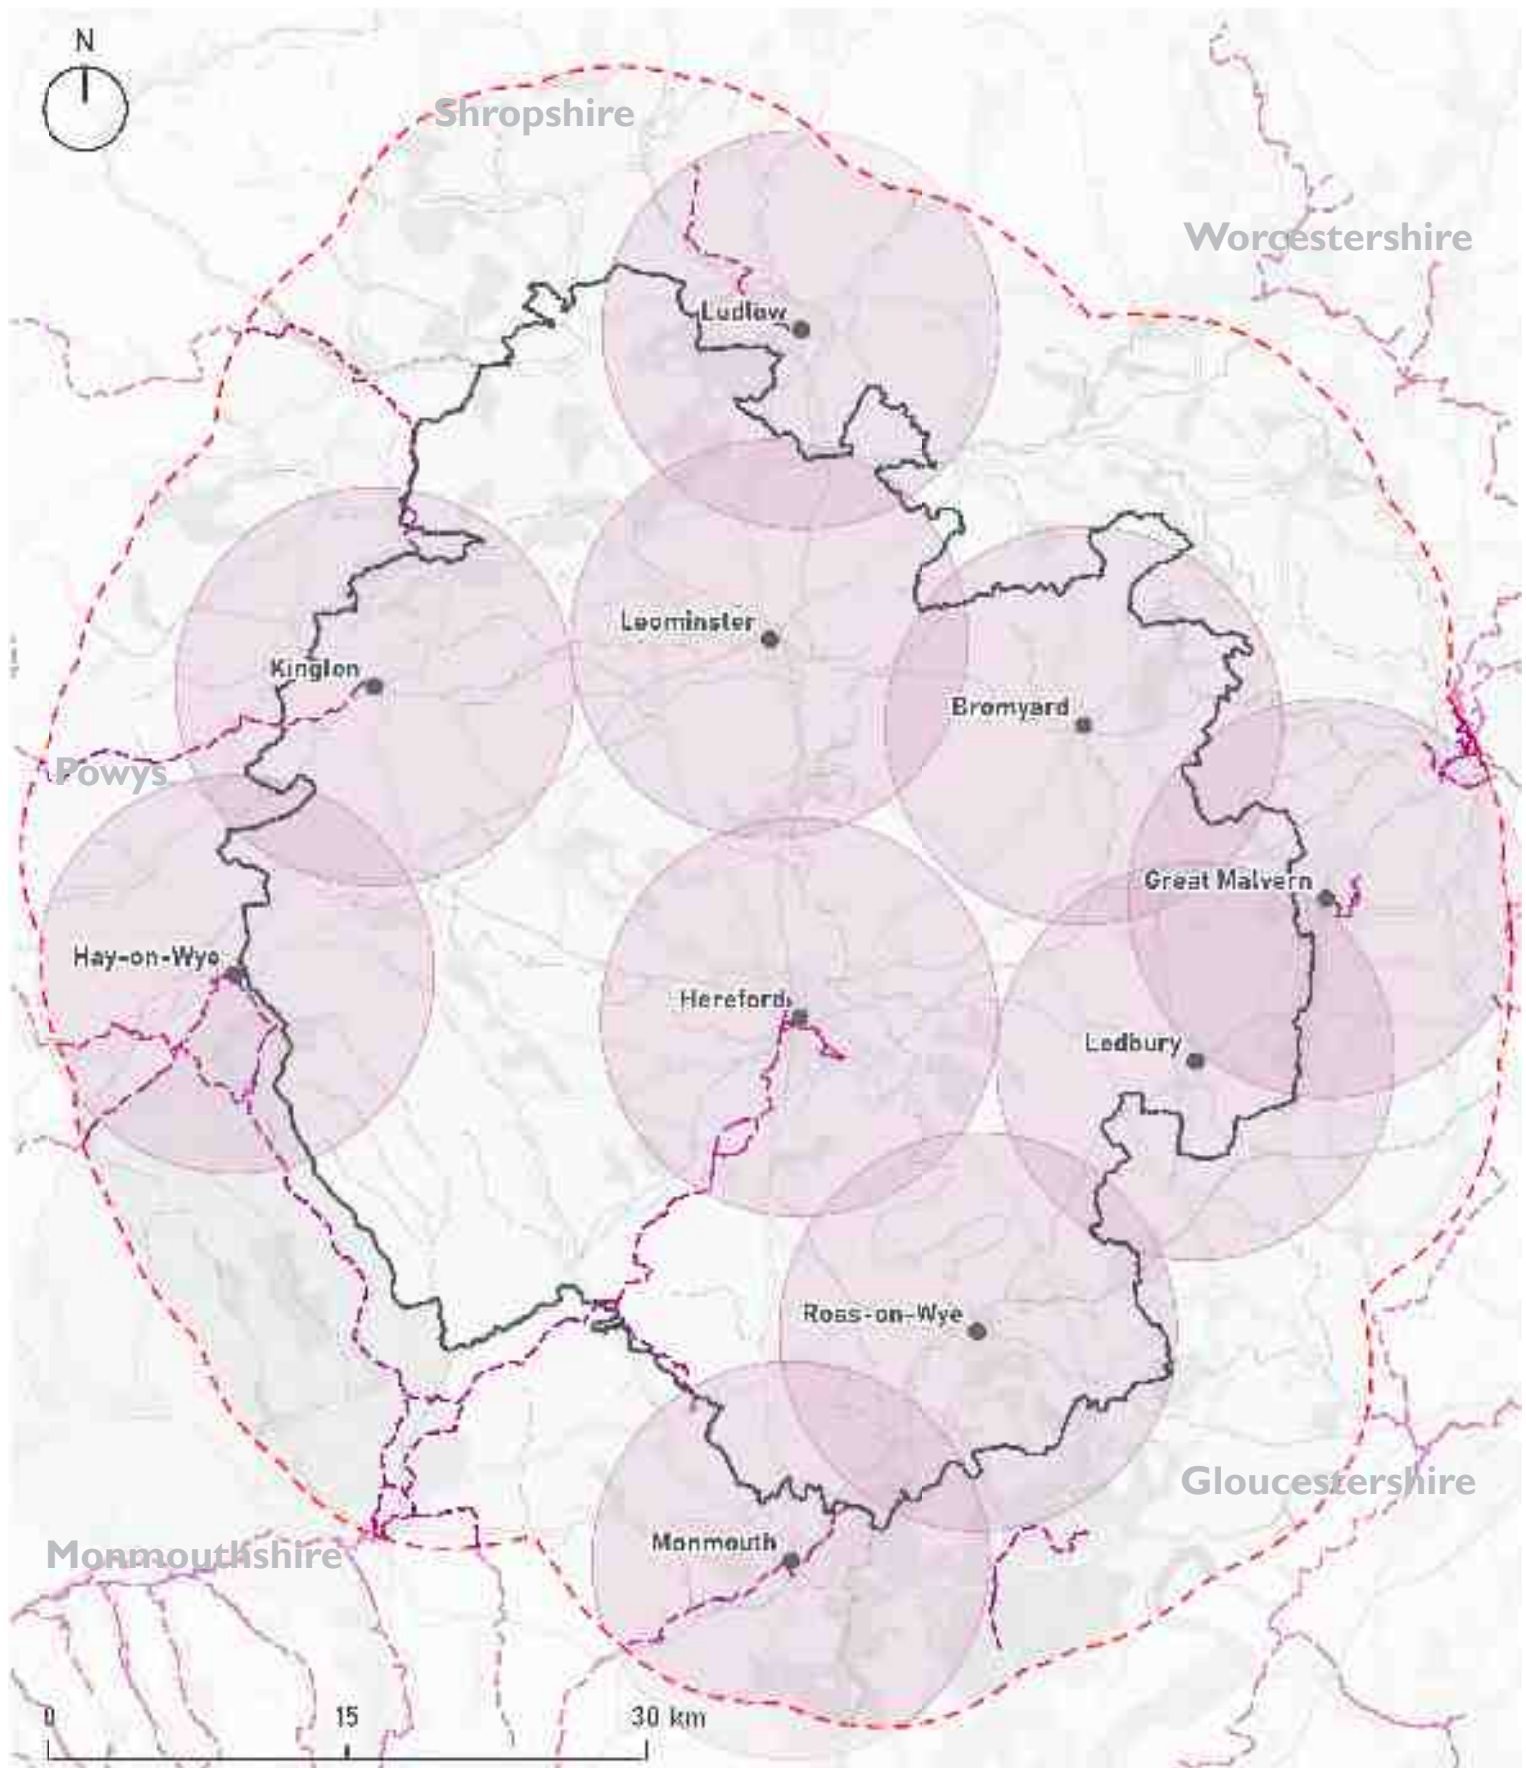 N
Shropshire
Worcestershire
Ludlow
Leominster
Kington
Bromyard
Powys
Great Malvern
Hay-on-Wye
Hereford
Ledbury
Ross-on-Wye
Gloucestershire
Monmouth
Monmouthshire
0 15 30 km